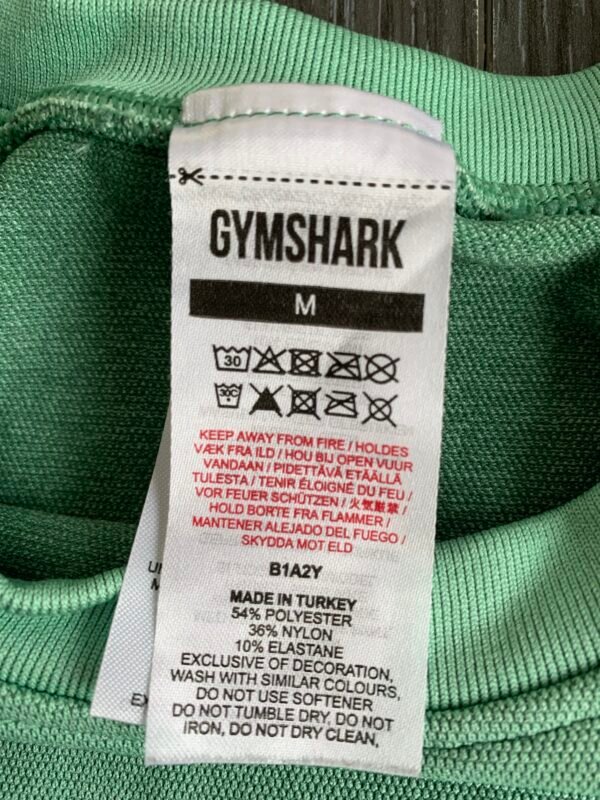 GYMSHARK
M
30
30C
KEEP AWAY FROM FIRE / HOLDES
VÆK FRA ILD / HOU BIJ OPEN VUUR
VANDAAN / PIDETTÄVÄ ETÄÄLLÄ
TULESTA / TENIR ÉLOIGNÉ DU FEU /
VOR FEUER SCHÜTZEN / 火気厳禁 /
HOLD BORTE FRA FLAMMER /
MANTENER ALEJADO DEL FUEGO /
SKYDDA MOT ELD
B1A2Y
MADE IN TURKEY
54% POLYESTER
36% NYLON
10% ELASTANE
EXCLUSIVE OF DECORATION,
WASH WITH SIMILAR COLOURS,
DO NOT USE SOFTENER
DO NOT TUMBLE DRY, DO NOT
IRON, DO NOT DRY CLEAN,